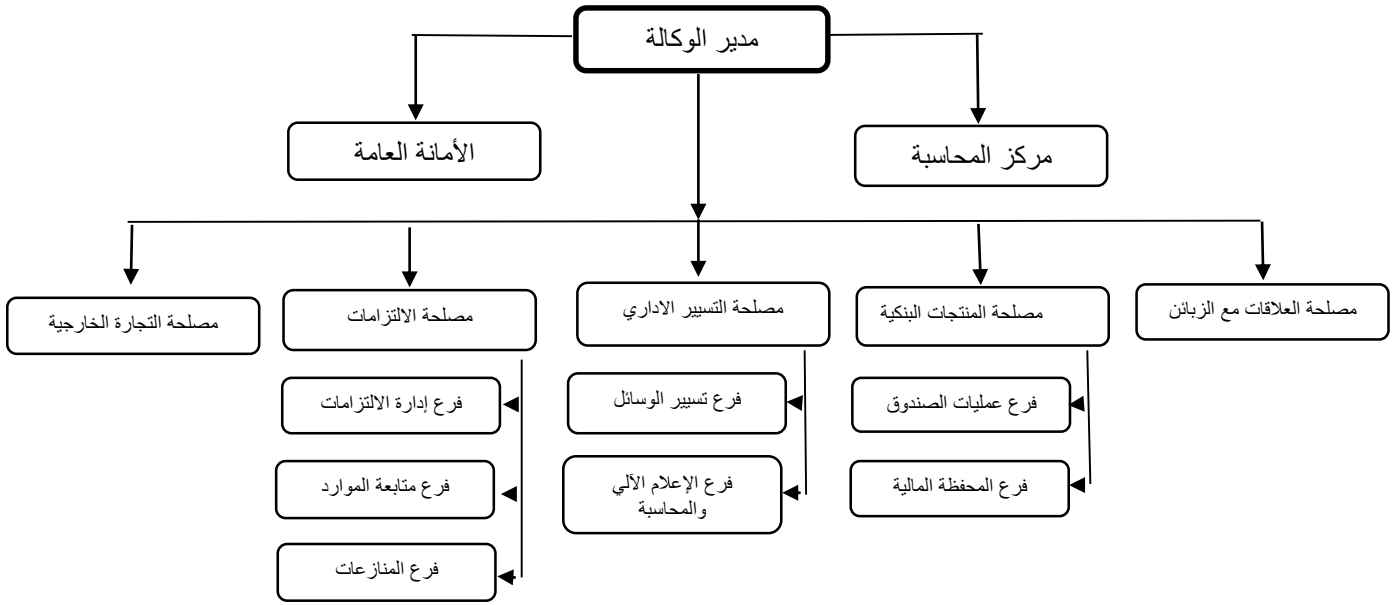 مدير الوكالة
مركز المحاسبة
الأمانة العامة
مصلحة العلاقات مع الزبائن
مصلحة المنتجات البنكية
مصلحة التسيير الاداري
مصلحة الالتزامات
مصلحة التجارة الخارجية
فرع عمليات الصندوق
فرع تسيير الوسائل
فرع إدارة الالتزامات
فرع المحفظة المالية
فرع الإعلام الآلي
والمحاسبة
فرع متابعة الموارد
فرع المنازعات